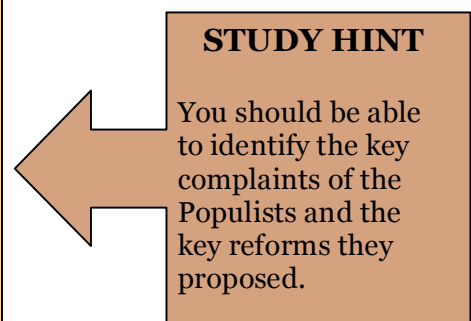 STUDY HINT
You should be able
to identify the key
complaints of the
Populists and the
key reforms they
proposed.